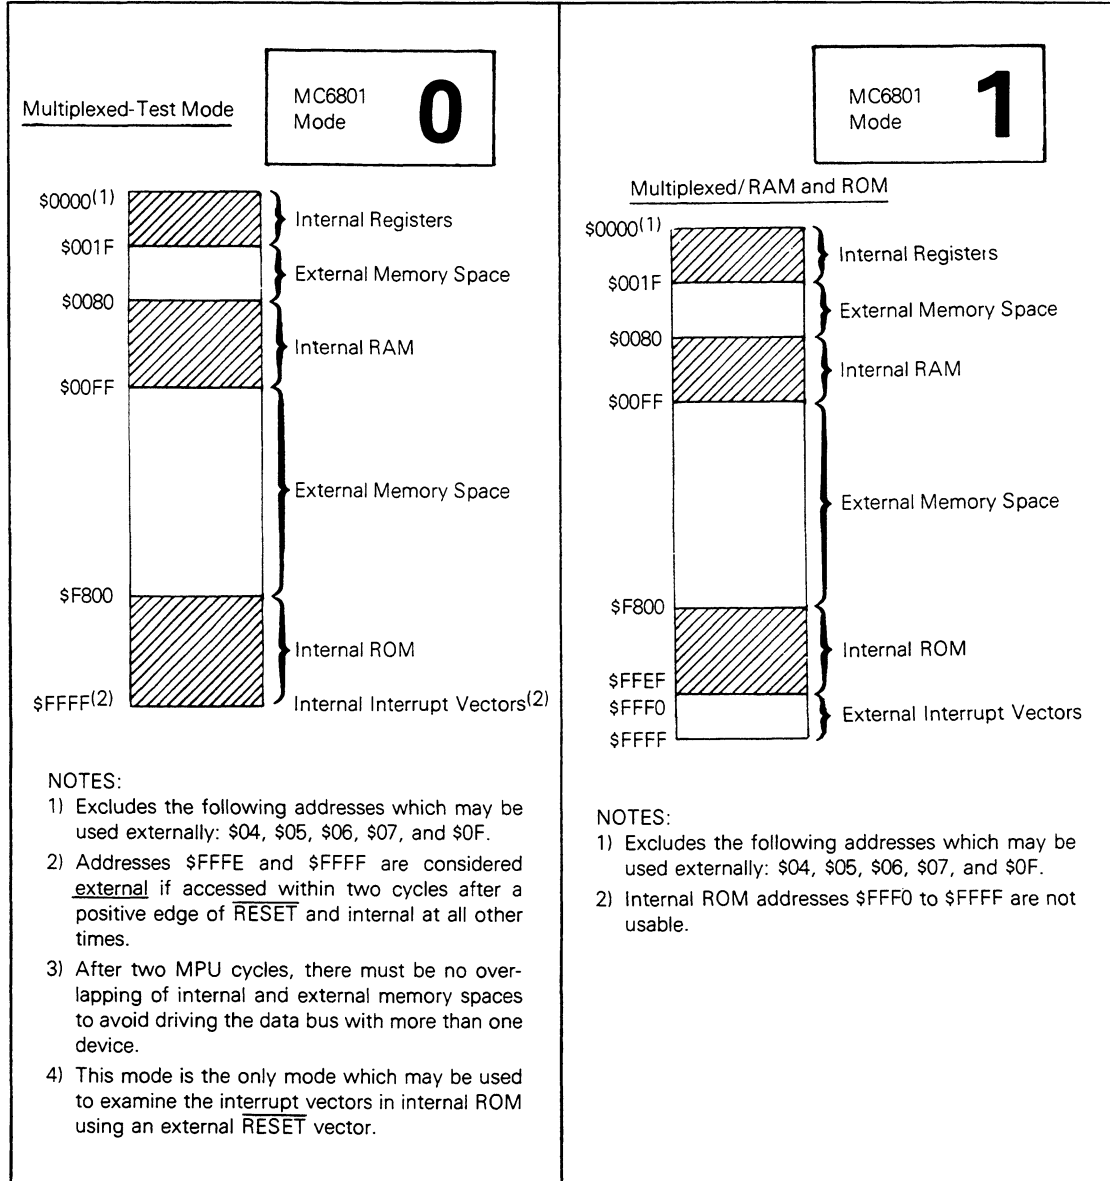 Multiplexed-Test Mode
MC6801
Mode
0
$0000(1)
Internal Registers
$001F
External Memory Space
$0080
Internal RAM
$00FF
External Memory Space
$F800
Internal ROM
$FFFF(2)
Internal Interrupt Vectors(2)
NOTES:
1) Excludes the following addresses which may be
used externally: $04, $05, $06, $07, and $0F.
2) Addresses $FFFE and $FFFF are considered
external if accessed within two cycles after a
positive edge of RESET and internal at all other
times.
3) After two MPU cycles, there must be no over-
lapping of internal and external memory spaces
to avoid driving the data bus with more than one
device.
4) This mode is the only mode which may be used
to examine the interrupt vectors in internal ROM
using an external RESET vector.
MC6801
Mode
1
Multiplexed/RAM and ROM
$0000(1)
Internal Registers
$001F
External Memory Space
$0080
Internal RAM
$00FF
External Memory Space
$F800
Internal ROM
$FFEF
$FFF0
External Interrupt Vectors
$FFFF
NOTES:
1) Excludes the following addresses which may be
used externally: $04, $05, $06, $07, and $0F.
2) Internal ROM addresses $FFF0 to $FFFF are not
usable.